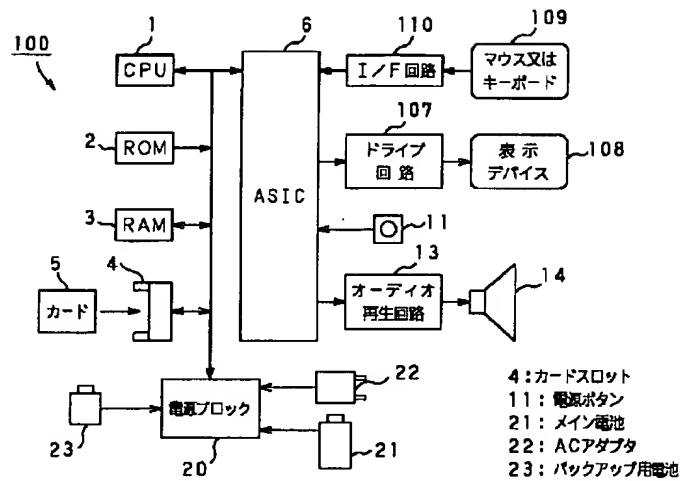 100
1
CPU
2
ROM
3
RAM
4
5
カード
6
ASIC
110
I/F回路
109
マウス又は
キーボード
107
ドライブ
回路
表示
デバイス
108
11
13
オーディオ
再生回路
14
電源ブロック
20
21
22
23
4:カードスロット
11:電源ボタン
21:メイン電池
22:ACアダプタ
23:バックアップ用電池